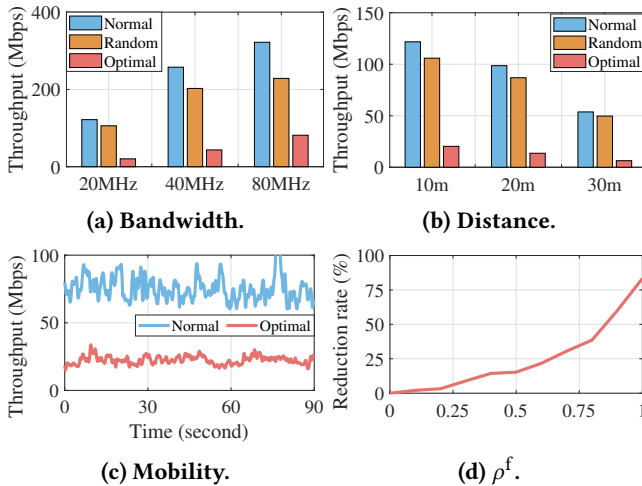 400
200
0
Throughput (Mbps)
Normal
Random
Optimal
20MHz 40MHz 80MHz
(a) Bandwidth.
150
100
50
0
Throughput (Mbps)
Normal
Random
Optimal
10m 20m 30m
(b) Distance.
100
50
0
Throughput (Mbps)
Normal Optimal
0 30 60 90
Time (second)
(c) Mobility.
100
75
50
25
0
Reduction rate (%)
0 0.25 0.5 0.75 1
(d) ρᶠ.